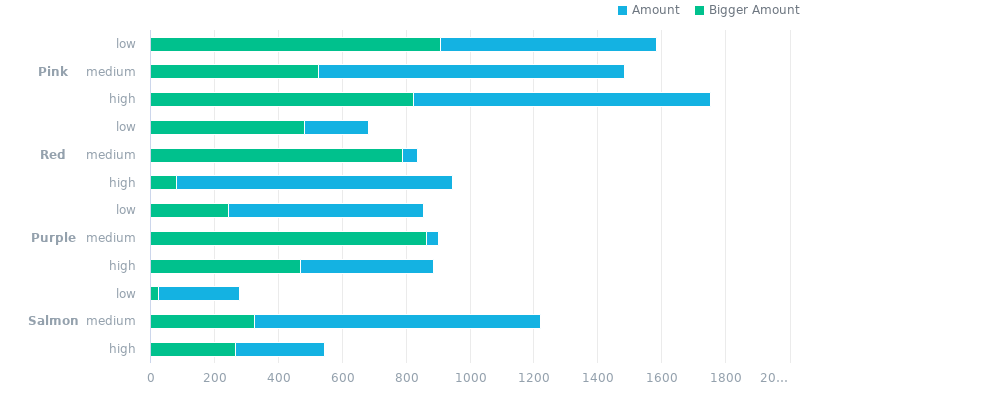 Amount Bigger Amount
low
Pink medium
high
low
Red medium
high
low
Purple medium
high
low
Salmon medium
high
0 200 400 600 800 1000 1200 1400 1600 1800 20...